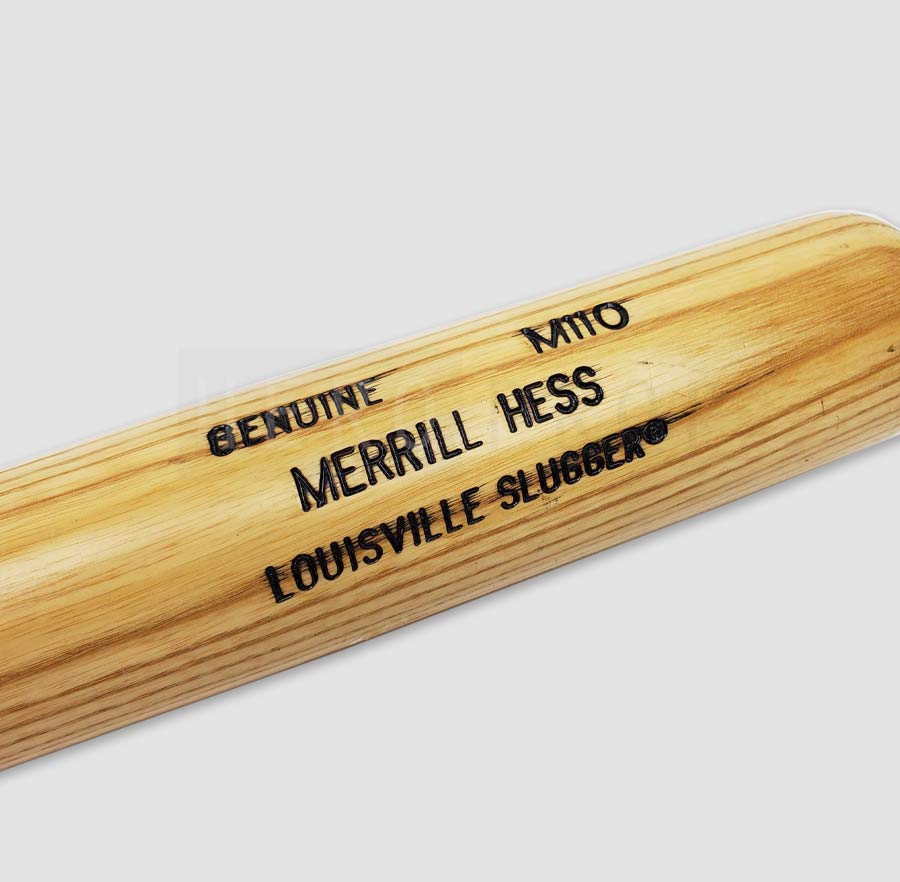 M110
GENUINE
MERRILL HESS
LOUISVILLE SLUGGER®